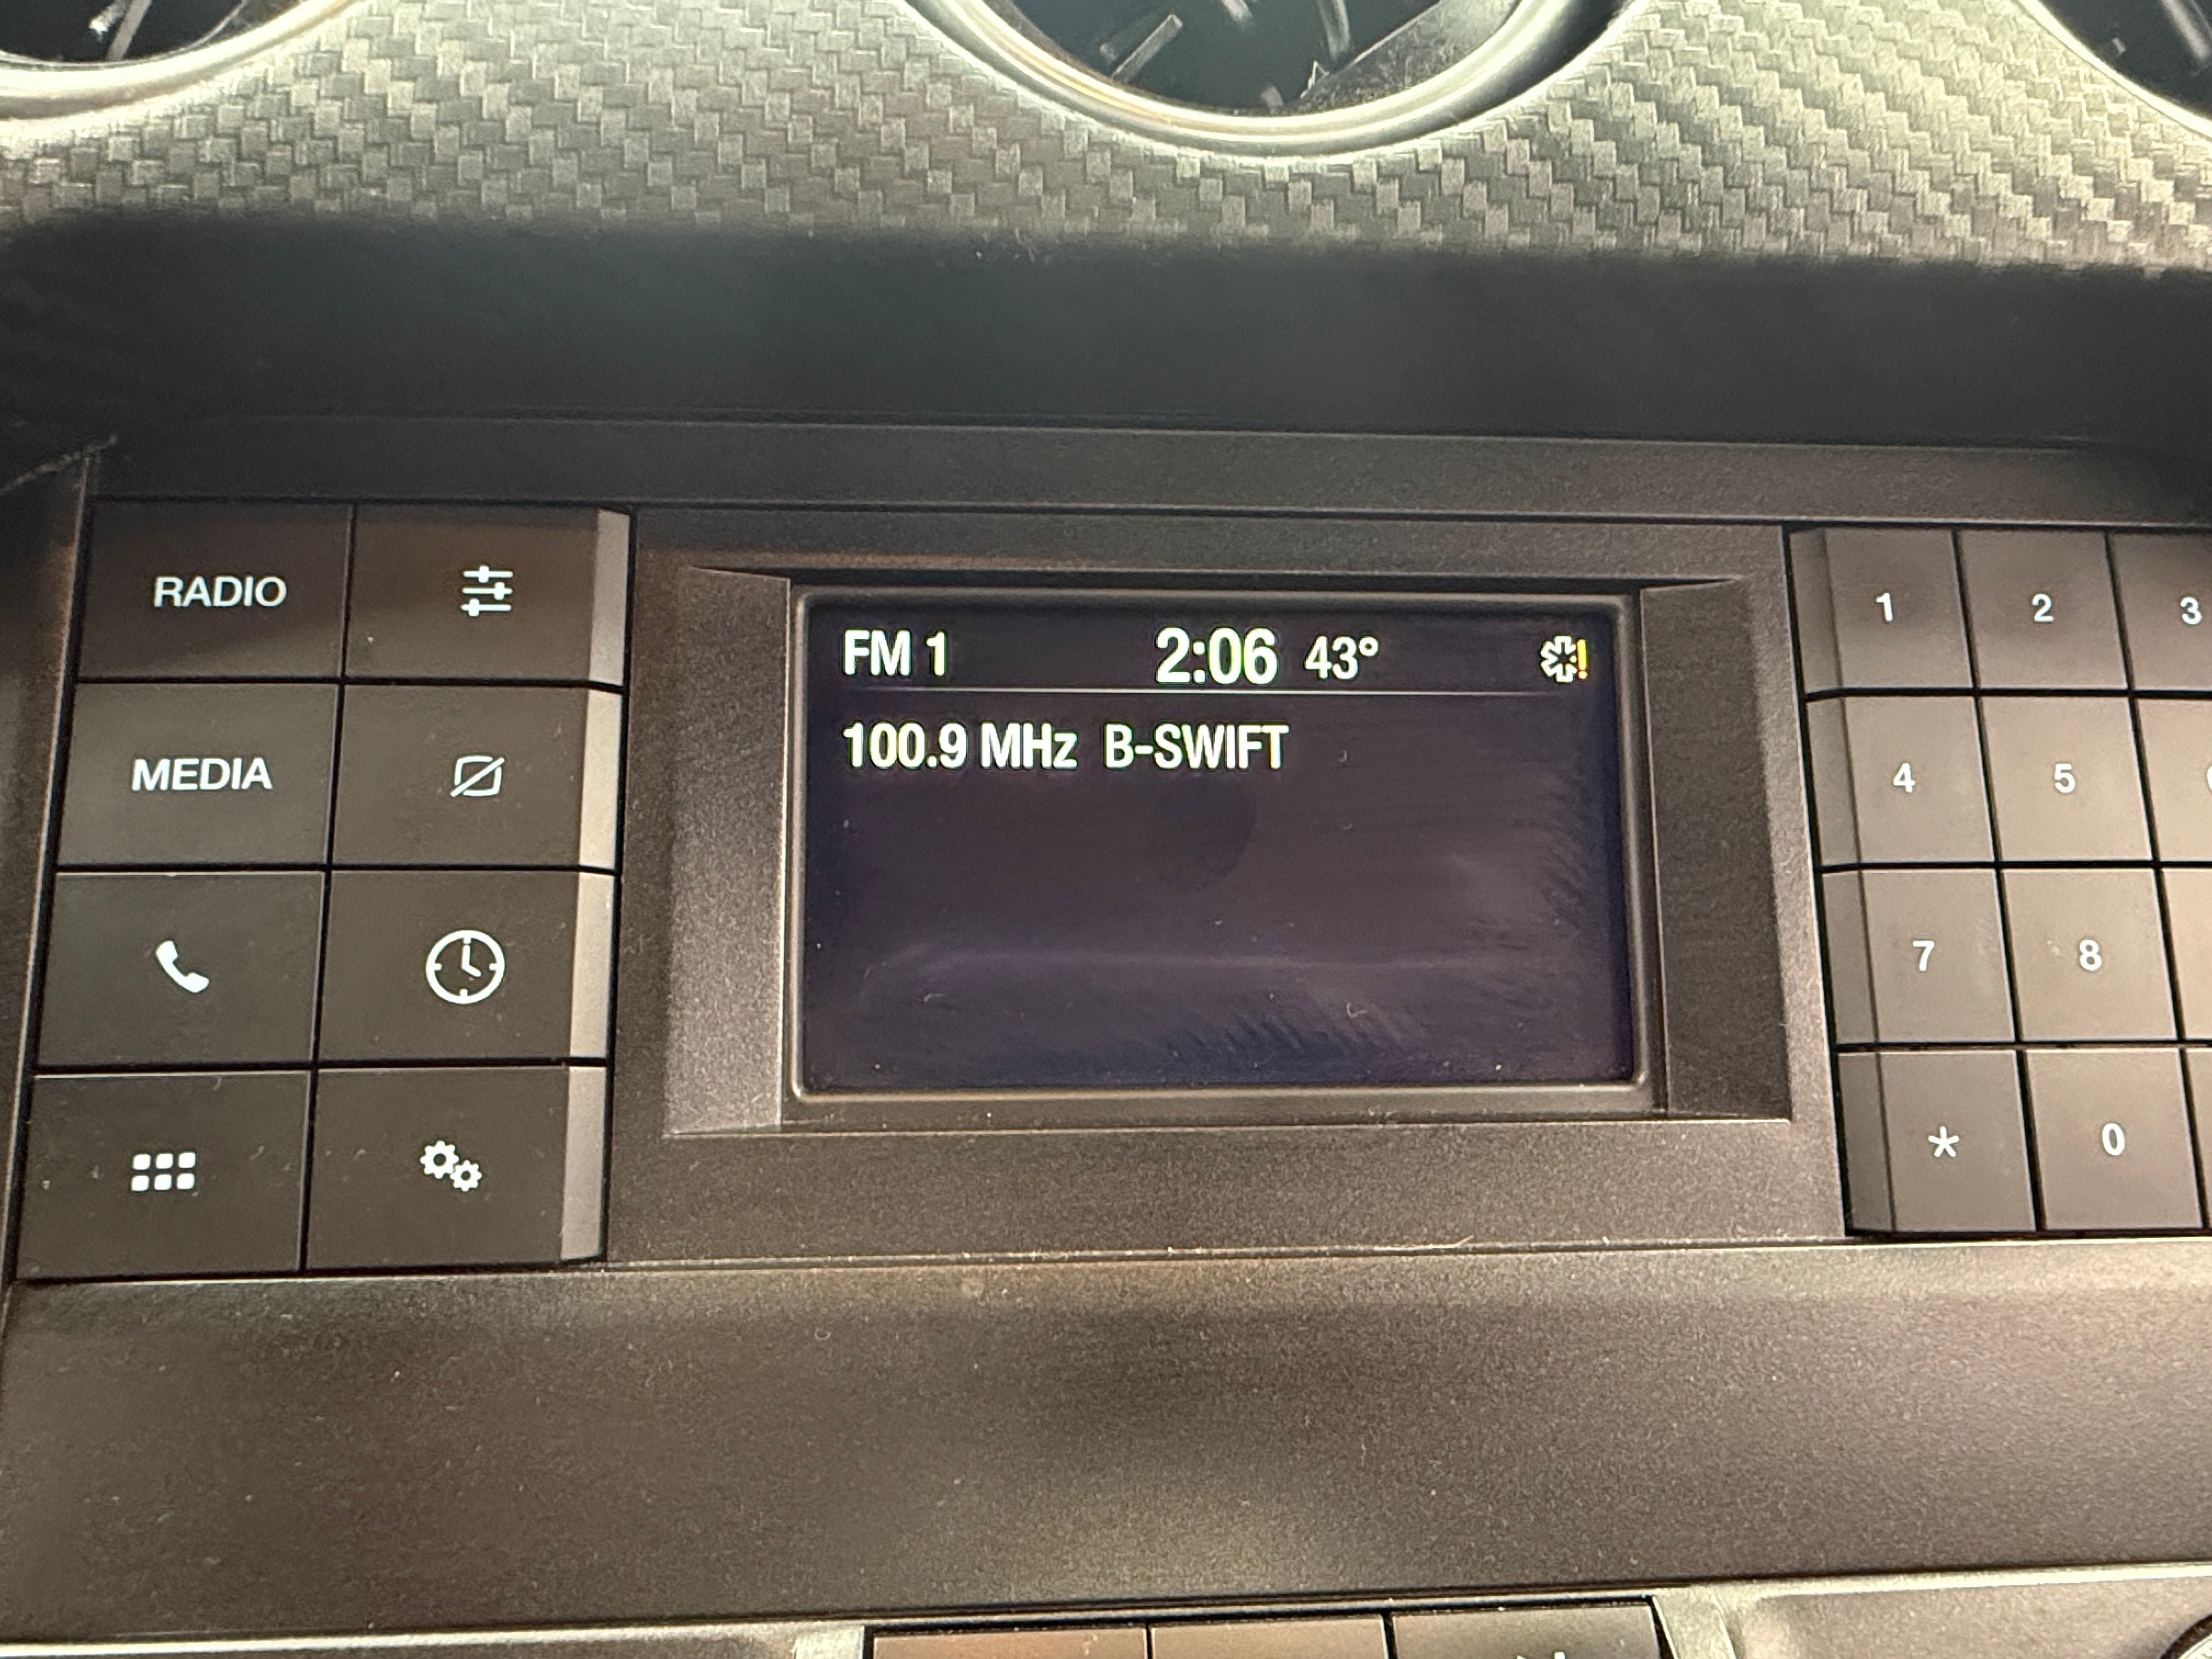 RADIO
MEDIA
FM 1 2:06 43°
100.9 MHz B-SWIFT
1 2 3
4 5
7 8
* 0